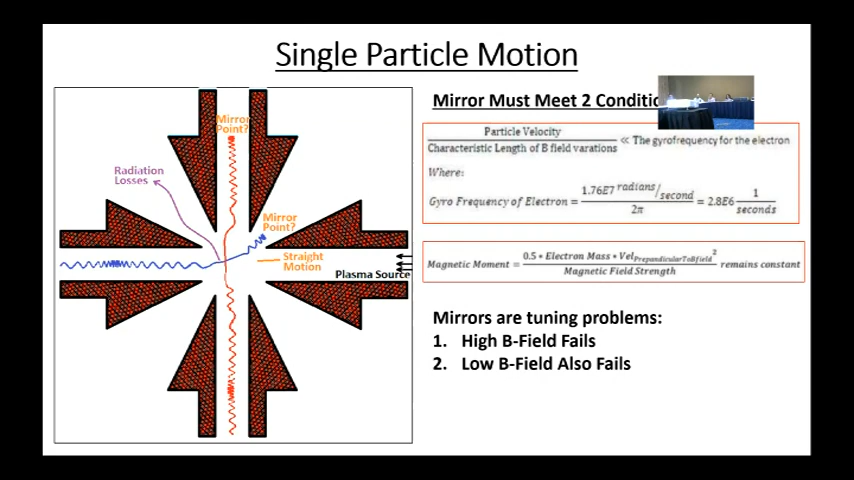 Single Particle Motion
Mirror
Point?
Radiation
Losses
Mirror
Point?
Straight
Motion
Plasma Source
Mirror Must Meet 2 Conditio
Particle Velocity
Characteristic Length of B field varations
≪ The gyrofrequency for the electron
Where:
Gyro Frequency of Electron = 1.76E7 radians/second / 2π = 2.8E6 1/seconds
Magnetic Moment = 0.5 * Electron Mass * Vel_PrependicularToBfield² / Magnetic Field Strength remains constant
Mirrors are tuning problems:
1. High B-Field Fails
2. Low B-Field Also Fails